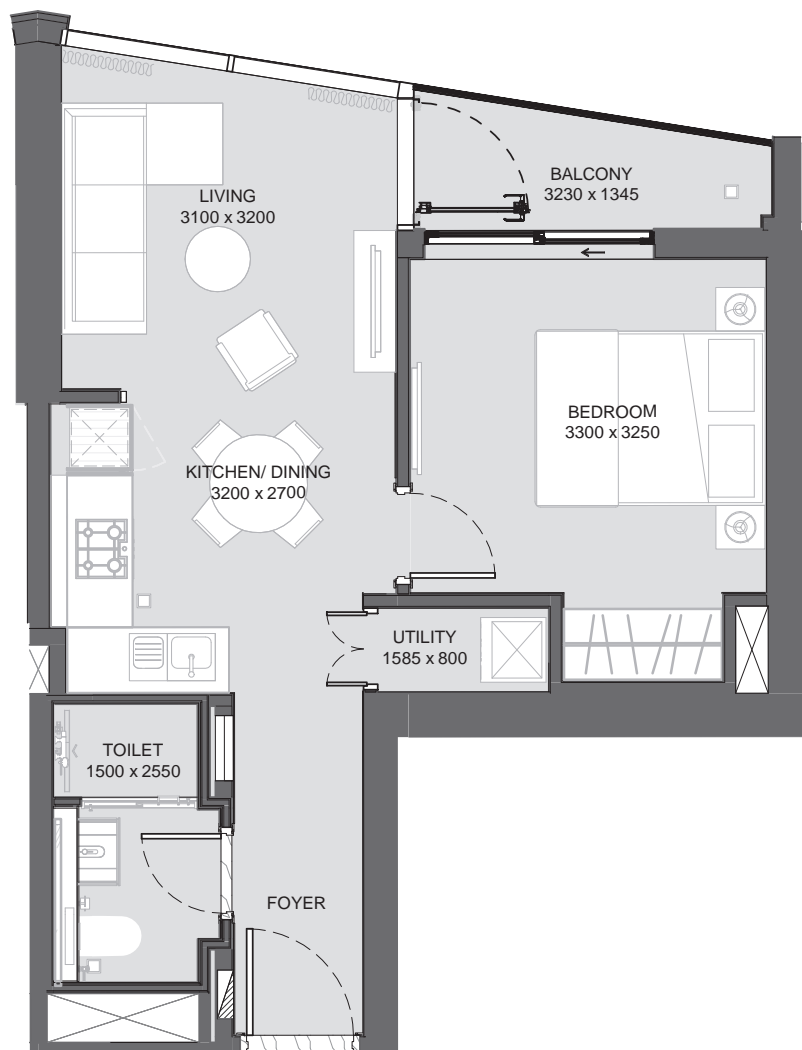 BALCONY
3230 x 1345
LIVING
3100 x 3200
BEDROOM
3300 x 3250
KITCHEN/ DINING
3200 x 2700
UTILITY
1585 x 800
TOILET
1500 x 2550
FOYER